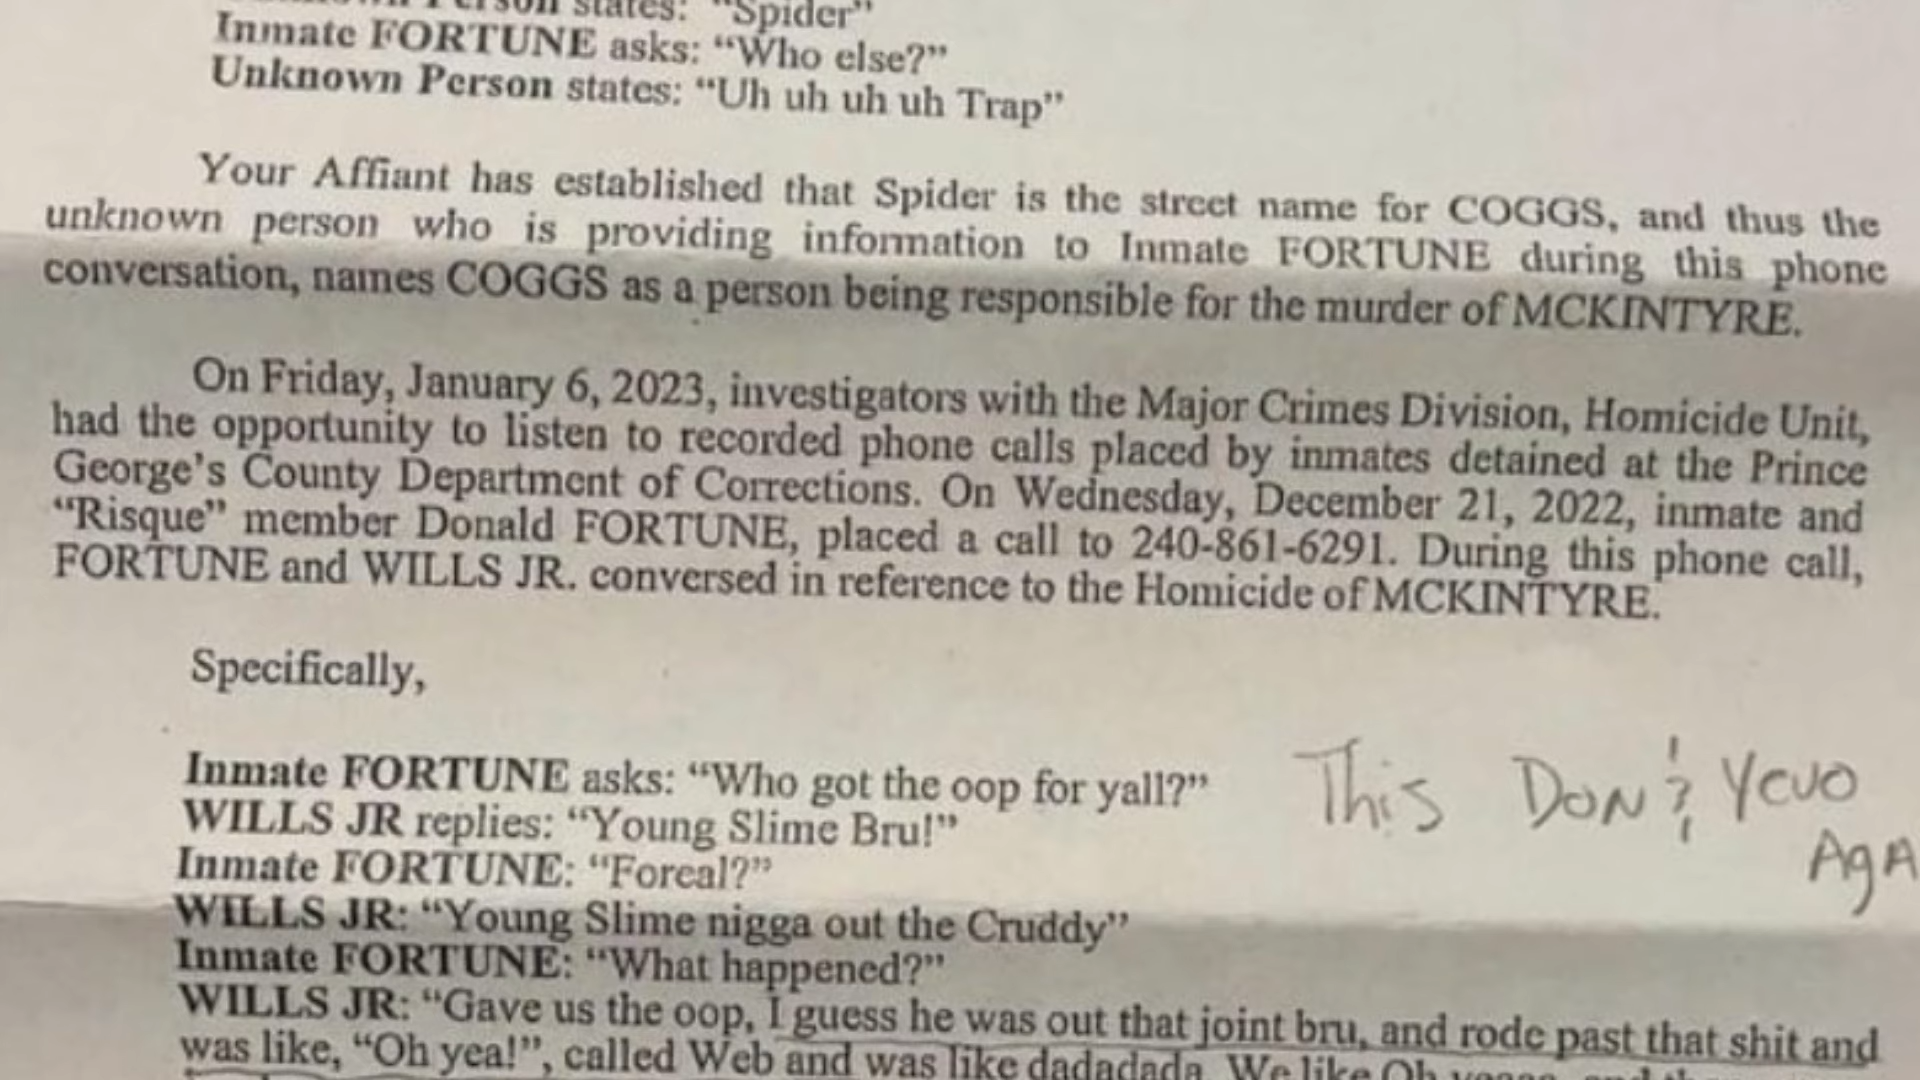 Person states: "Spider"
Inmate FORTUNE asks: "Who else?"
Unknown Person states: "Uh uh uh uh Trap"
Your Affiant has established that Spider is the street name for COGGS, and thus the
unknown person who is providing information to Inmate FORTUNE during this phone
conversation, names COGGS as a person being responsible for the murder of MCKINTYRE.
On Friday, January 6, 2023, investigators with the Major Crimes Division, Homicide Unit,
had the opportunity to listen to recorded phone calls placed by inmates detained at the Prince
George's County Department of Corrections. On Wednesday, December 21, 2022, inmate and
"Risque" member Donald FORTUNE, placed a call to 240-861-6291. During this phone call,
FORTUNE and WILLS JR. conversed in reference to the Homicide of MCKINTYRE.
Specifically,
Inmate FORTUNE asks: "Who got the oop for yall?"
WILLS JR replies: "Young Slime Bru!"
Inmate FORTUNE: "Foreal?"
WILLS JR: "Young Slime nigga out the Cruddy"
Inmate FORTUNE: "What happened?"
WILLS JR: "Gave us the oop, I guess he was out that joint bru, and rode past that shit and
was like, "Oh yea!", called Web and was like dadadada. We like Oh
This Don &